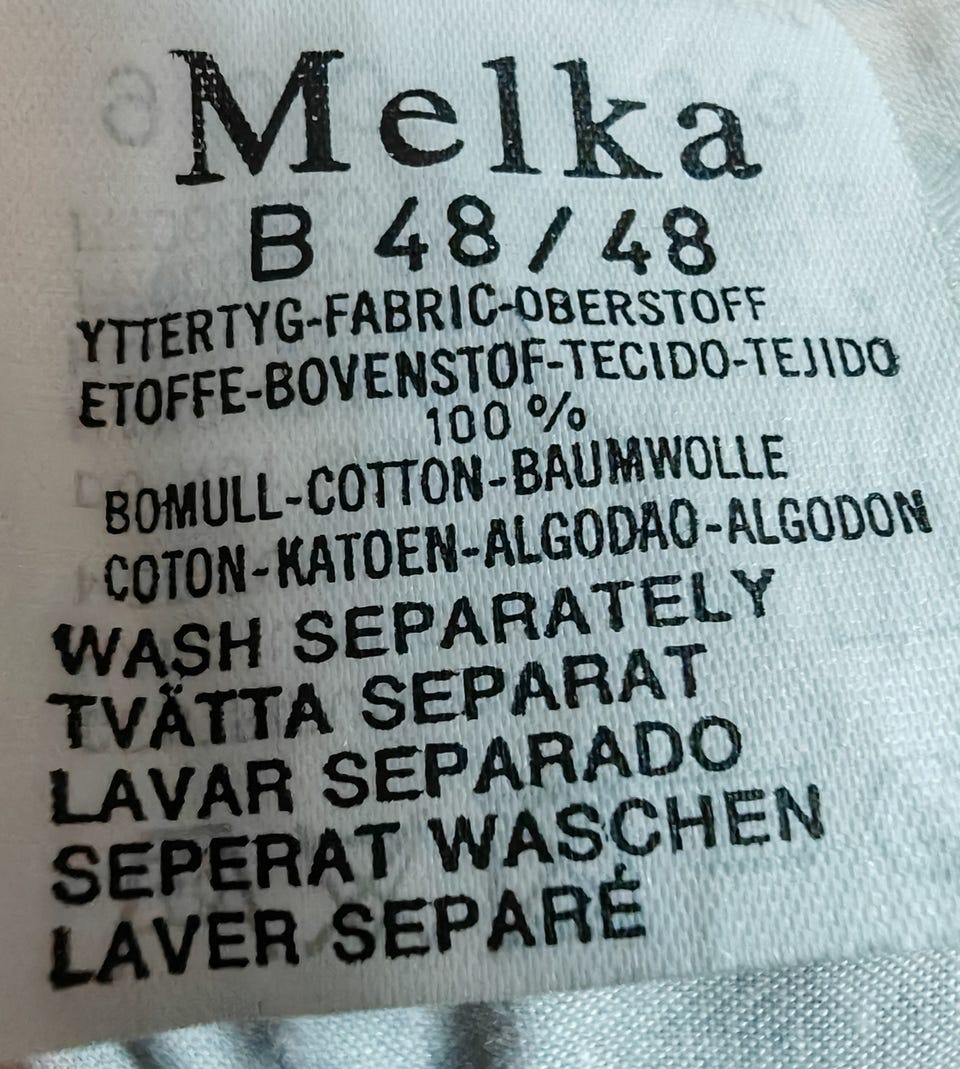 Melka
B 48/48
YTTERTYG-FABRIC-OBERSTOFF
ETOFFE-BOVENSTOF-TECIDO-TEJIDO
100 %
BOMULL-COTTON-BAUMWOLLE
COTON-KATOEN-ALGODAO-ALGODON
WASH SEPARATELY
TVÄTTA SEPARAT
LAVAR SEPARADO
SEPERAT WASCHEN
LAVER SEPARÉ